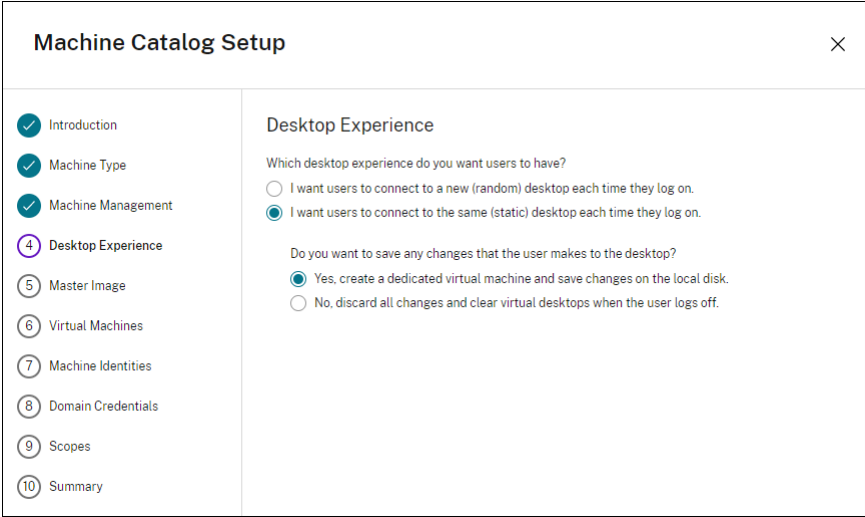 Machine Catalog Setup
Introduction
Machine Type
Machine Management
4 Desktop Experience
5 Master Image
6 Virtual Machines
7 Machine Identities
8 Domain Credentials
9 Scopes
10 Summary
Desktop Experience
Which desktop experience do you want users to have?
I want users to connect to a new (random) desktop each time they log on.
I want users to connect to the same (static) desktop each time they log on.
Do you want to save any changes that the user makes to the desktop?
Yes, create a dedicated virtual machine and save changes on the local disk.
No, discard all changes and clear virtual desktops when the user logs off.